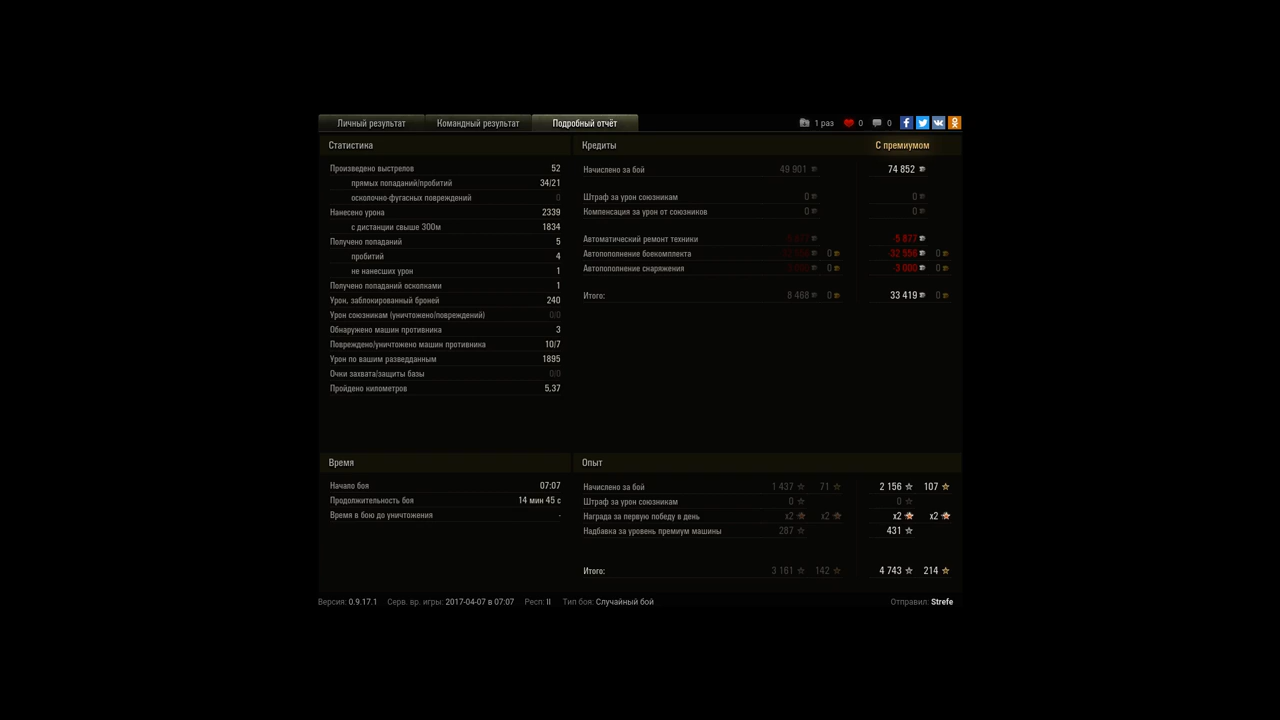 Личный результат Командный результат Подробный отчёт 1 раз 0 0
Статистика
Произведено выстрелов 52
прямых попаданий/пробитий 34/21
осколочно-фугасных повреждений 0
Нанесено урона 2339
с дистанции свыше 300м 1834
Получено попаданий 5
пробитий 4
не нанесших урон 1
Получено попаданий осколками 1
Урон, заблокированный броней 240
Урон союзникам (уничтожено/повреждений) 0/0
Обнаружено машин противника 3
Повреждено/уничтожено машин противника 10/7
Урон по вашим разведданным 1895
Очки захвата/защиты базы 0/0
Пройдено километров 5,37
Кредиты С премиумом
Начислено за бой 49 901 74 852
Штраф за урон союзникам 0 0
Компенсация за урон от союзников 0 0
Автоматический ремонт техники -5 877
Автопополнение боекомплекта 0 -32 556 0
Автопополнение снаряжения 0 -3 000 0
Итого: 8 468 0 33 419 0
Время
Начало боя 07:07
Продолжительность боя 14 мин 45 с
Время в бою до уничтожения -
Опыт
Начислено за бой 1 437 71 2 156 107
Штраф за урон союзникам 0 0
Награда за первую победу в день x2 x2 x2 x2
Надбавка за уровень премиум машины 287 431
Итого: 3 161 142 4 743 214
Версия: 0.9.17.1 Серв. вр. игры: 2017-04-07 в 07:07 Респ: II Тип боя: Случайный бой Отправил: Strefe